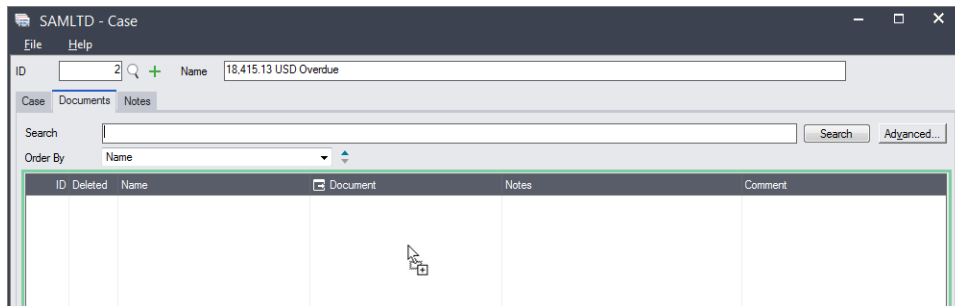 SAMLTD - Case
File Help
ID 2 Name 18,415.13 USD Overdue
Case Documents Notes
Search Search Advanced...
Order By Name
ID Deleted Name Document Notes Comment